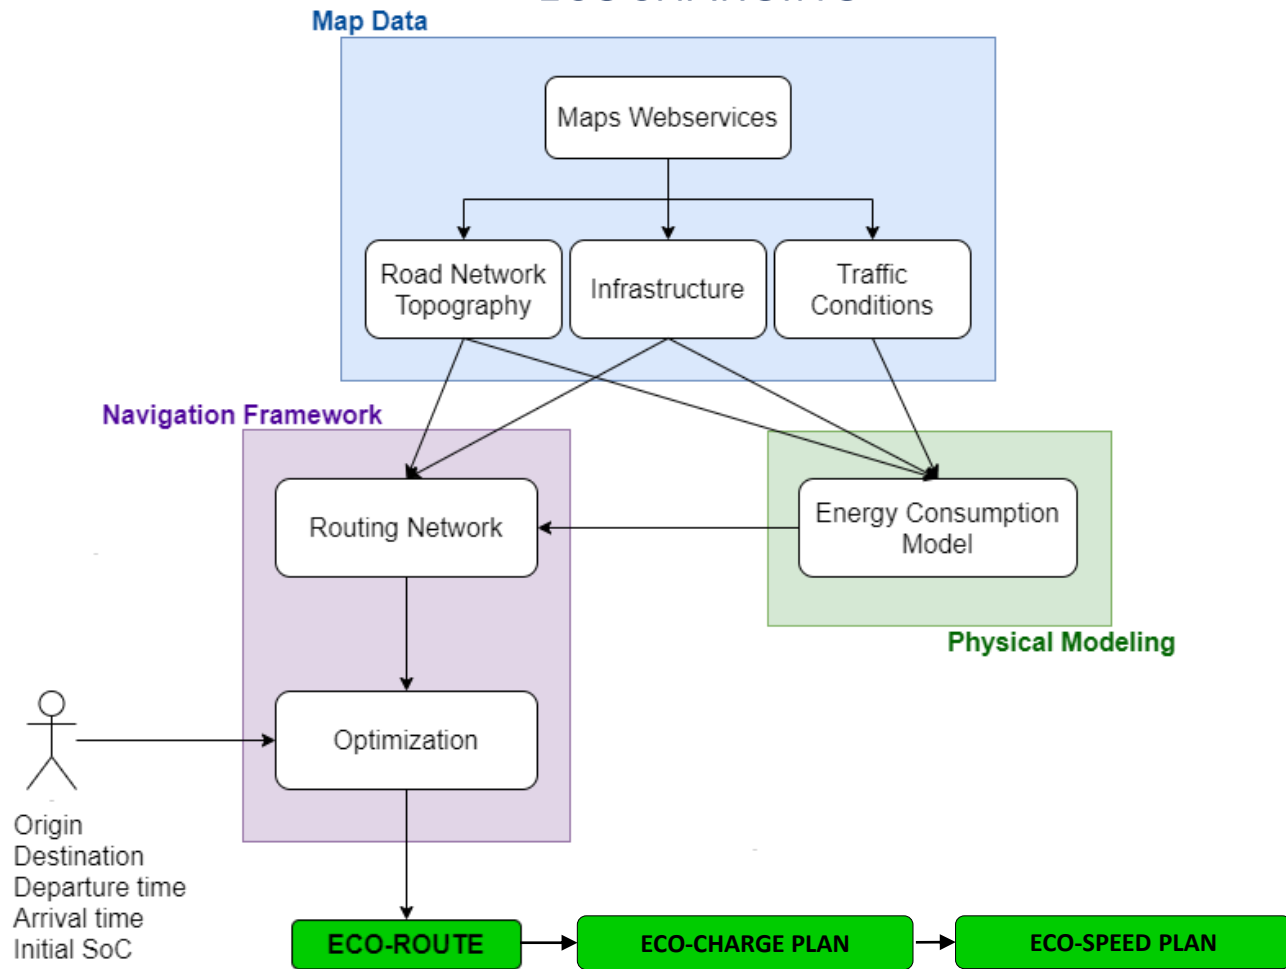 Map Data
Maps Webservices
Road Network
Topography
Infrastructure
Traffic
Conditions
Navigation Framework
Routing Network
Energy Consumption
Model
Physical Modeling
Optimization
Origin
Destination
Departure time
Arrival time
Initial SoC
ECO-ROUTE
ECO-CHARGE PLAN
ECO-SPEED PLAN